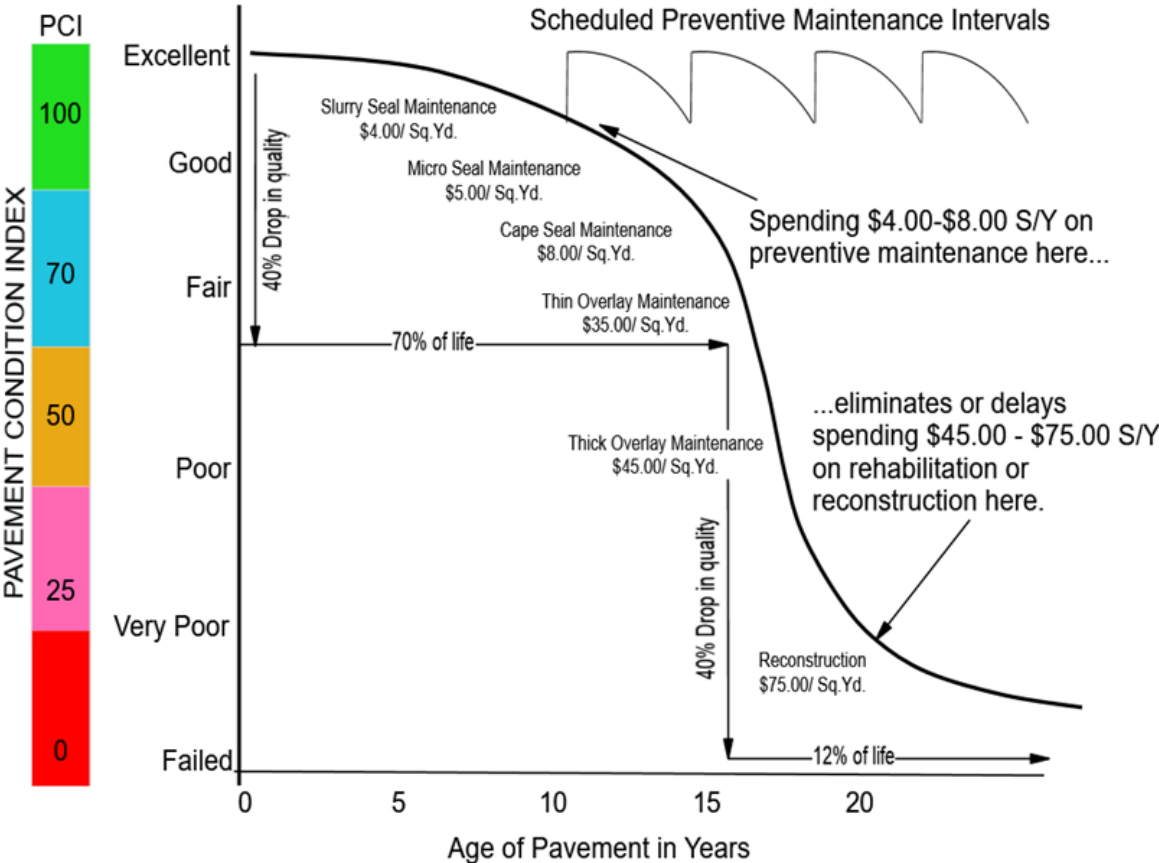 PCI
Scheduled Preventive Maintenance Intervals
PAVEMENT CONDITION INDEX
100
70
50
25
0
Excellent
Good
Fair
Poor
Very Poor
Failed
40% Drop in quality
Slurry Seal Maintenance
$4.00/ Sq.Yd.
Micro Seal Maintenance
$5.00/ Sq.Yd.
Cape Seal Maintenance
$8.00/ Sq.Yd.
Thin Overlay Maintenance
$35.00/ Sq.Yd.
70% of life
Spending $4.00-$8.00 S/Y on
preventive maintenance here...
...eliminates or delays
spending $45.00 - $75.00 S/Y
on rehabilitation or
reconstruction here.
Thick Overlay Maintenance
$45.00/ Sq.Yd.
40% Drop in quality
Reconstruction
$75.00/ Sq.Yd.
12% of life
0
5
10
15
20
Age of Pavement in Years